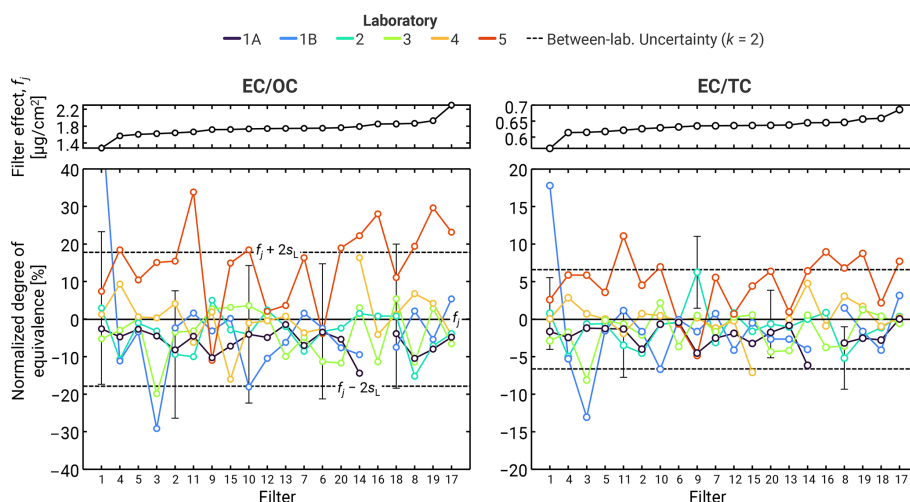 Laboratory
1A 1B 2 3 4 5 Between-lab. Uncertainty (k = 2)
EC/OC
EC/TC
Filter effect, fj
[µg/cm²]
2.2
1.8
1.4
0.7
0.65
0.6
Normalized degree of
equivalence [%]
40
30
20
10
0
−10
−20
−30
−40
fj + 2sL
fj
fj − 2sL
20
15
10
5
0
−5
−10
−15
−20
1 4 5 3 2 11 9 15 10 12 13 7 6 20 14 16 18 8 19 17
Filter
1 4 3 5 11 2 10 6 9 7 12 15 20 13 14 16 8 19 18 17
Filter